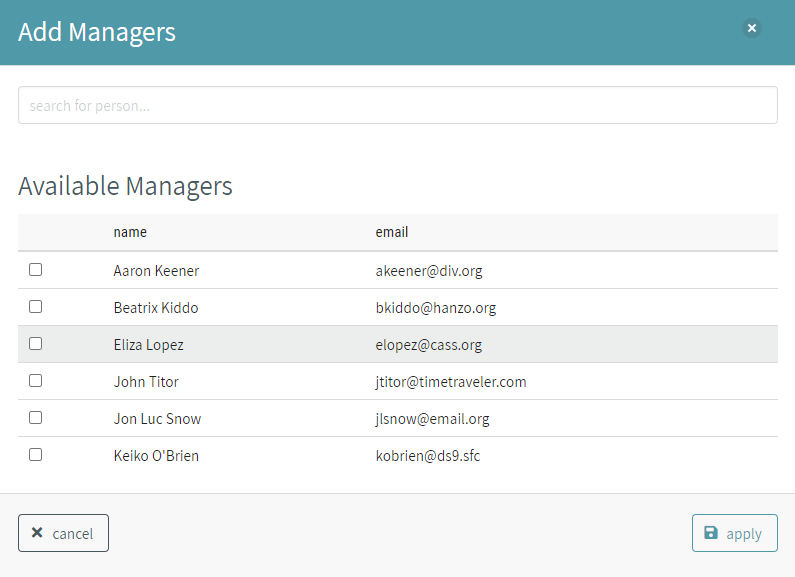 Add Managers
search for person...
Available Managers
name email
Aaron Keener akeener@div.org
Beatrix Kiddo bkiddo@hanzo.org
Eliza Lopez elopez@cass.org
John Titor jtitor@timetraveler.com
Jon Luc Snow jlsnow@email.org
Keiko O'Brien kobrien@ds9.sfc
cancel apply